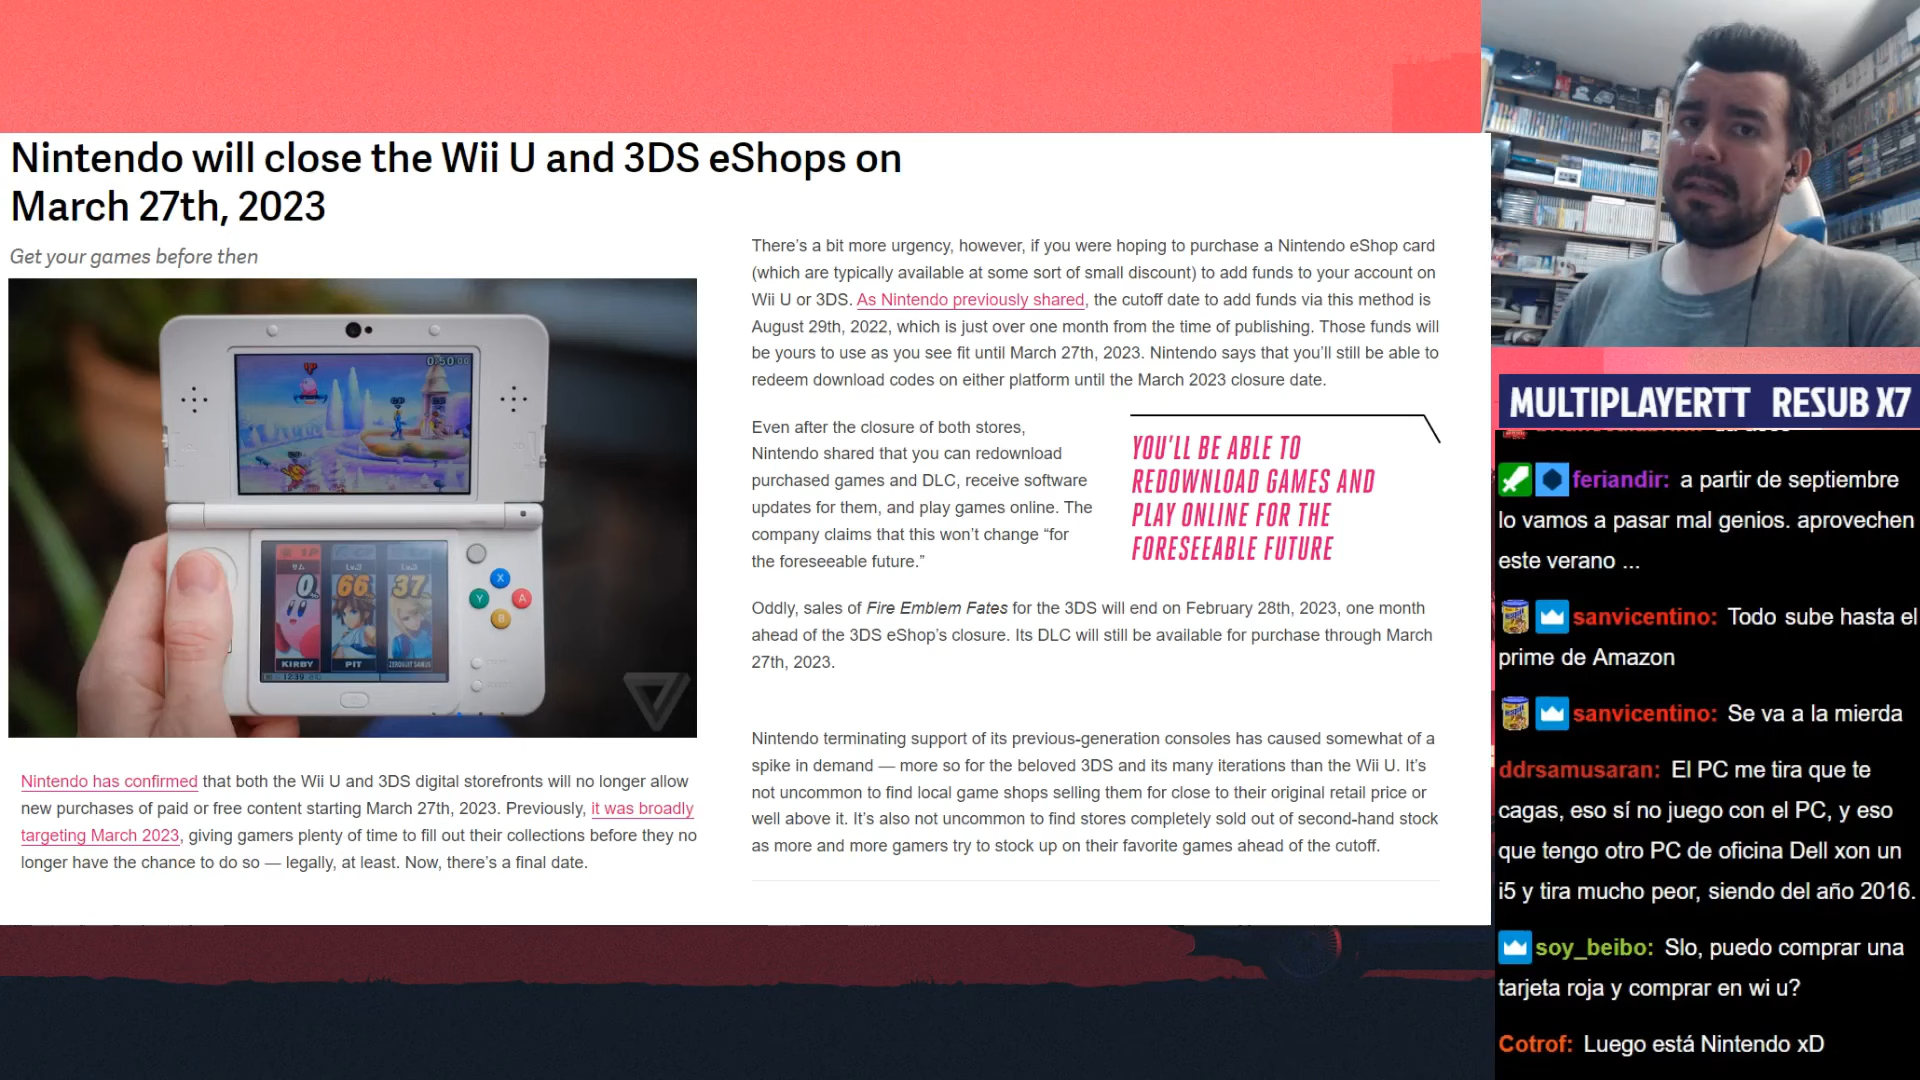 Nintendo will close the Wii U and 3DS eShops on
March 27th, 2023
Get your games before then
0:50:00
X
Y
A
B
1P
0%
66
37
KIRBY
PIT
ZERO SUIT SAMUS
12:39
Nintendo has confirmed that both the Wii U and 3DS digital storefronts will no longer allow
new purchases of paid or free content starting March 27th, 2023. Previously, it was broadly
targeting March 2023, giving gamers plenty of time to fill out their collections before they no
longer have the chance to do so — legally, at least. Now, there’s a final date.
There’s a bit more urgency, however, if you were hoping to purchase a Nintendo eShop card
(which are typically available at some sort of small discount) to add funds to your account on
Wii U or 3DS. As Nintendo previously shared, the cutoff date to add funds via this method is
August 29th, 2022, which is just over one month from the time of publishing. Those funds will
be yours to use as you see fit until March 27th, 2023. Nintendo says that you’ll still be able to
redeem download codes on either platform until the March 2023 closure date.
Even after the closure of both stores,
Nintendo shared that you can redownload
purchased games and DLC, receive software
updates for them, and play games online. The
company claims that this won’t change “for
the foreseeable future.”
YOU’LL BE ABLE TO
REDOWNLOAD GAMES AND
PLAY ONLINE FOR THE
FORESEEABLE FUTURE
Oddly, sales of Fire Emblem Fates for the 3DS will end on February 28th, 2023, one month
ahead of the 3DS eShop’s closure. Its DLC will still be available for purchase through March
27th, 2023.
Nintendo terminating support of its previous-generation consoles has caused somewhat of a
spike in demand — more so for the beloved 3DS and its many iterations than the Wii U. It’s
not uncommon to find local game shops selling them for close to their original retail price or
well above it. It’s also not uncommon to find stores completely sold out of second-hand stock
as more and more gamers try to stock up on their favorite games ahead of the cutoff.
MULTIPLAYERTT RESUB X7
feriandir: a partir de septiembre
lo vamos a pasar mal genios. aprovechen
este verano ...
sanvicentino: Todo sube hasta el
prime de Amazon
sanvicentino: Se va a la mierda
ddrsamusaran: El PC me tira que te
cagas, eso sí no juego con el PC, y eso
que tengo otro PC de oficina Dell xon un
i5 y tira mucho peor, siendo del año 2016.
soy_beibo: Slo, puedo comprar una
tarjeta roja y comprar en wi u?
Cotrof: Luego está Nintendo xD